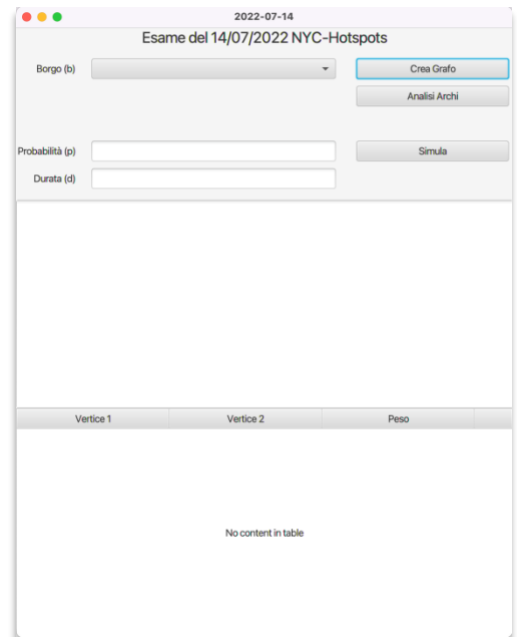 2022-07-14
Esame del 14/07/2022 NYC-Hotspots
Borgo (b) Crea Grafo
Analisi Archi
Probabilità (p) Simula
Durata (d)
Vertice 1 Vertice 2 Peso
No content in table